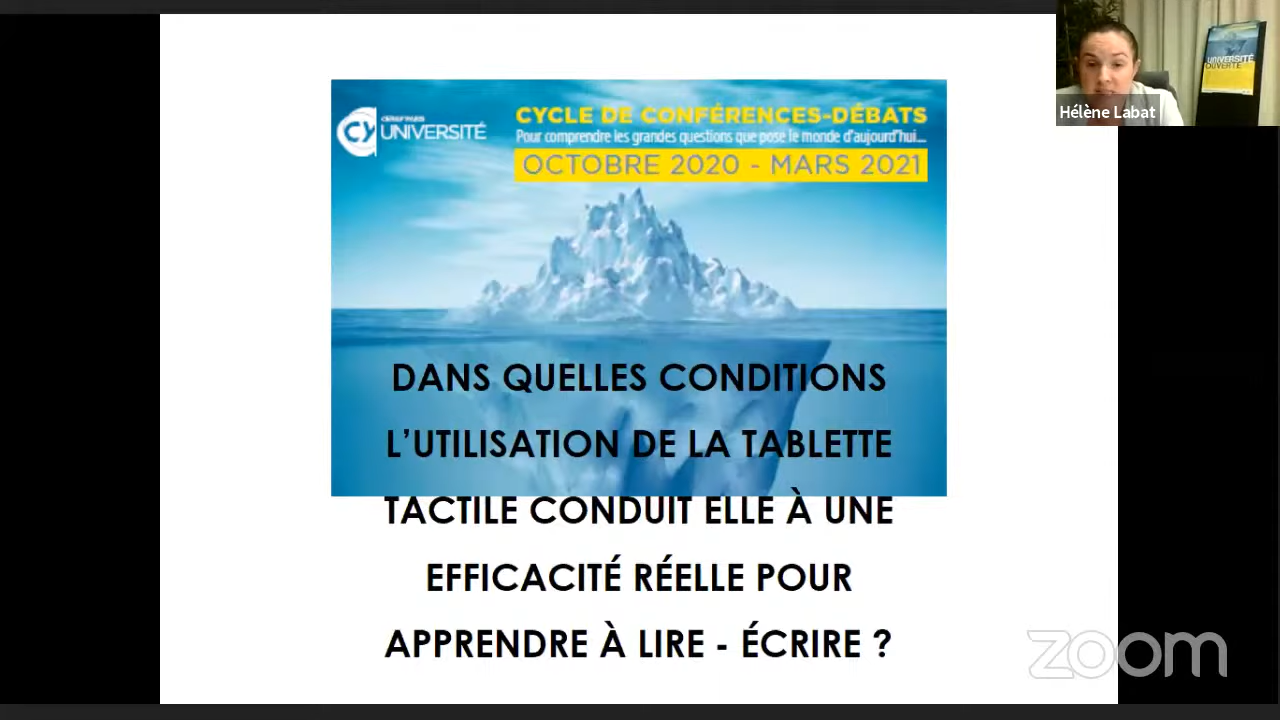 CYCLE DE CONFÉRENCES-DÉBATS
Pour comprendre les grandes questions que pose le monde d'aujourd'hui...
OCTOBRE 2020 - MARS 2021
CY
CERGY PARIS
UNIVERSITÉ
DANS QUELLES CONDITIONS
L'UTILISATION DE LA TABLETTE
TACTILE CONDUIT ELLE À UNE
EFFICACITÉ RÉELLE POUR
APPRENDRE À LIRE - ÉCRIRE ?
UNIVERSITÉ
OUVERTE
Hélène Labat
zoom